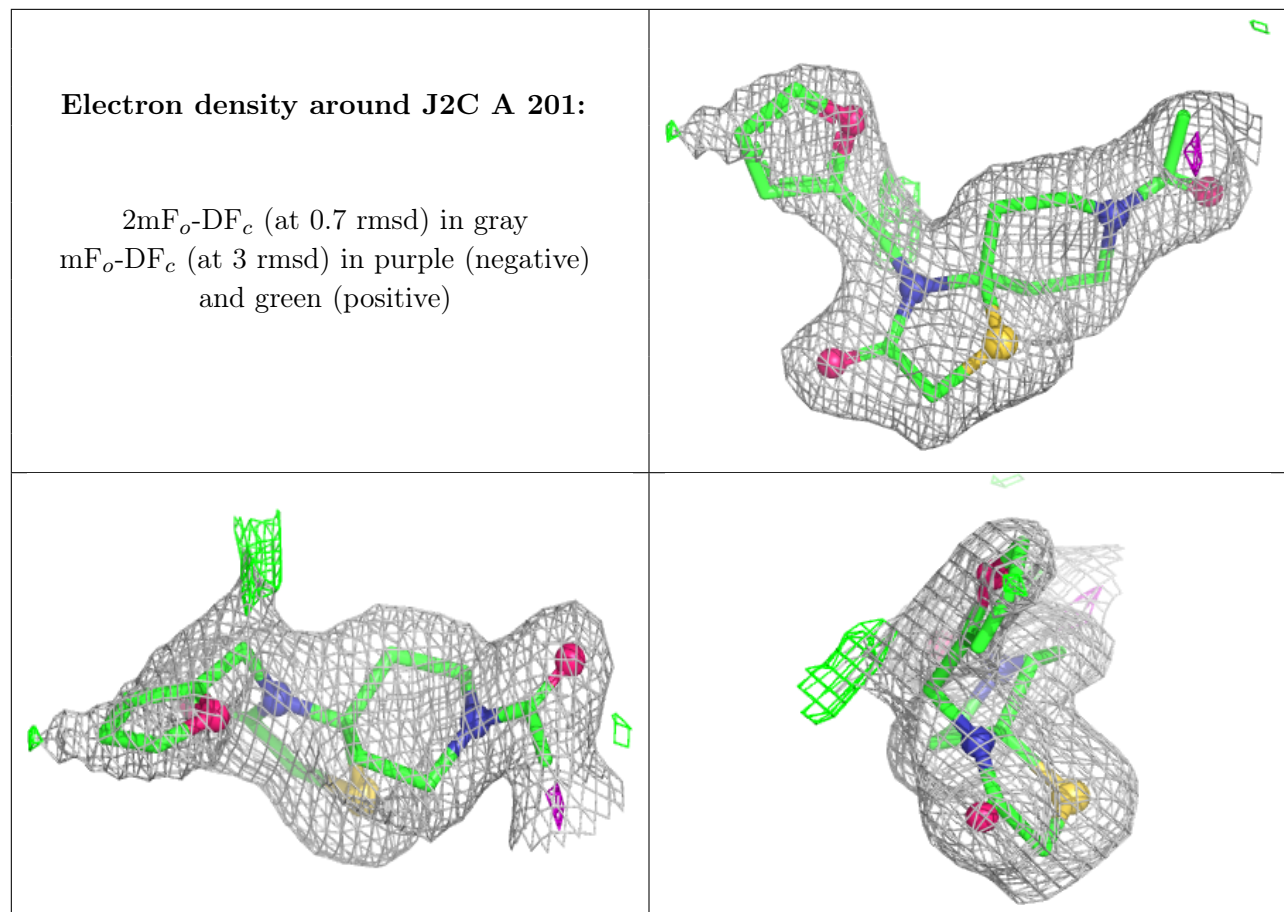 Electron density around J2C A 201:
2mFo-DFc (at 0.7 rmsd) in gray
mFo-DFc (at 3 rmsd) in purple (negative)
and green (positive)